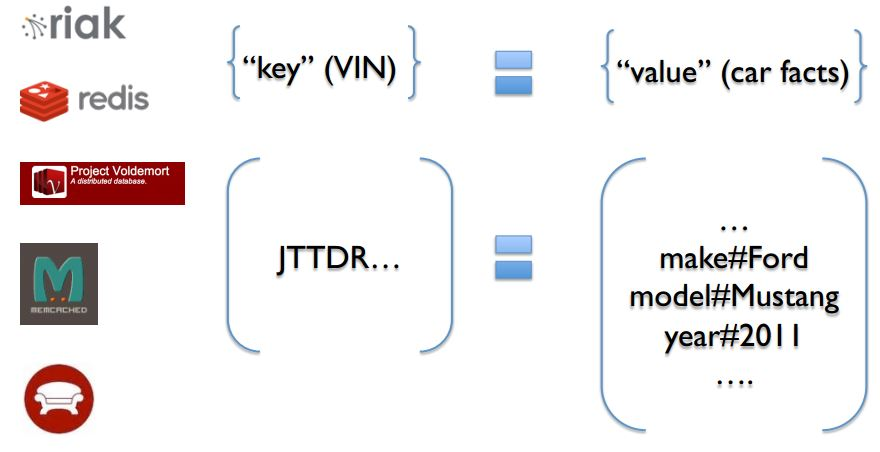 riak
redis
Project Voldemort
A distributed database.
MEMCACHED
“key” (VIN)
“value” (car facts)
JTTDR…
…
make#Ford
model#Mustang
year#2011
….